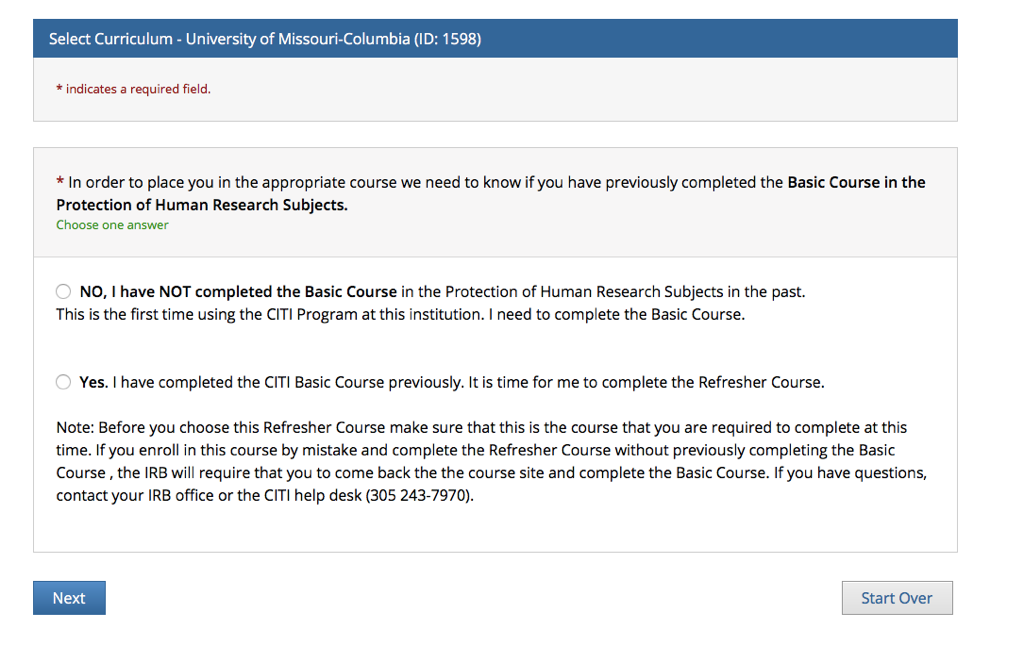 Select Curriculum - University of Missouri-Columbia (ID: 1598)
* indicates a required field.
* In order to place you in the appropriate course we need to know if you have previously completed the Basic Course in the
Protection of Human Research Subjects.
Choose one answer
NO, I have NOT completed the Basic Course in the Protection of Human Research Subjects in the past.
This is the first time using the CITI Program at this institution. I need to complete the Basic Course.
Yes. I have completed the CITI Basic Course previously. It is time for me to complete the Refresher Course.
Note: Before you choose this Refresher Course make sure that this is the course that you are required to complete at this
time. If you enroll in this course by mistake and complete the Refresher Course without previously completing the Basic
Course , the IRB will require that you to come back the the course site and complete the Basic Course. If you have questions,
contact your IRB office or the CITI help desk (305 243-7970).
Next
Start Over